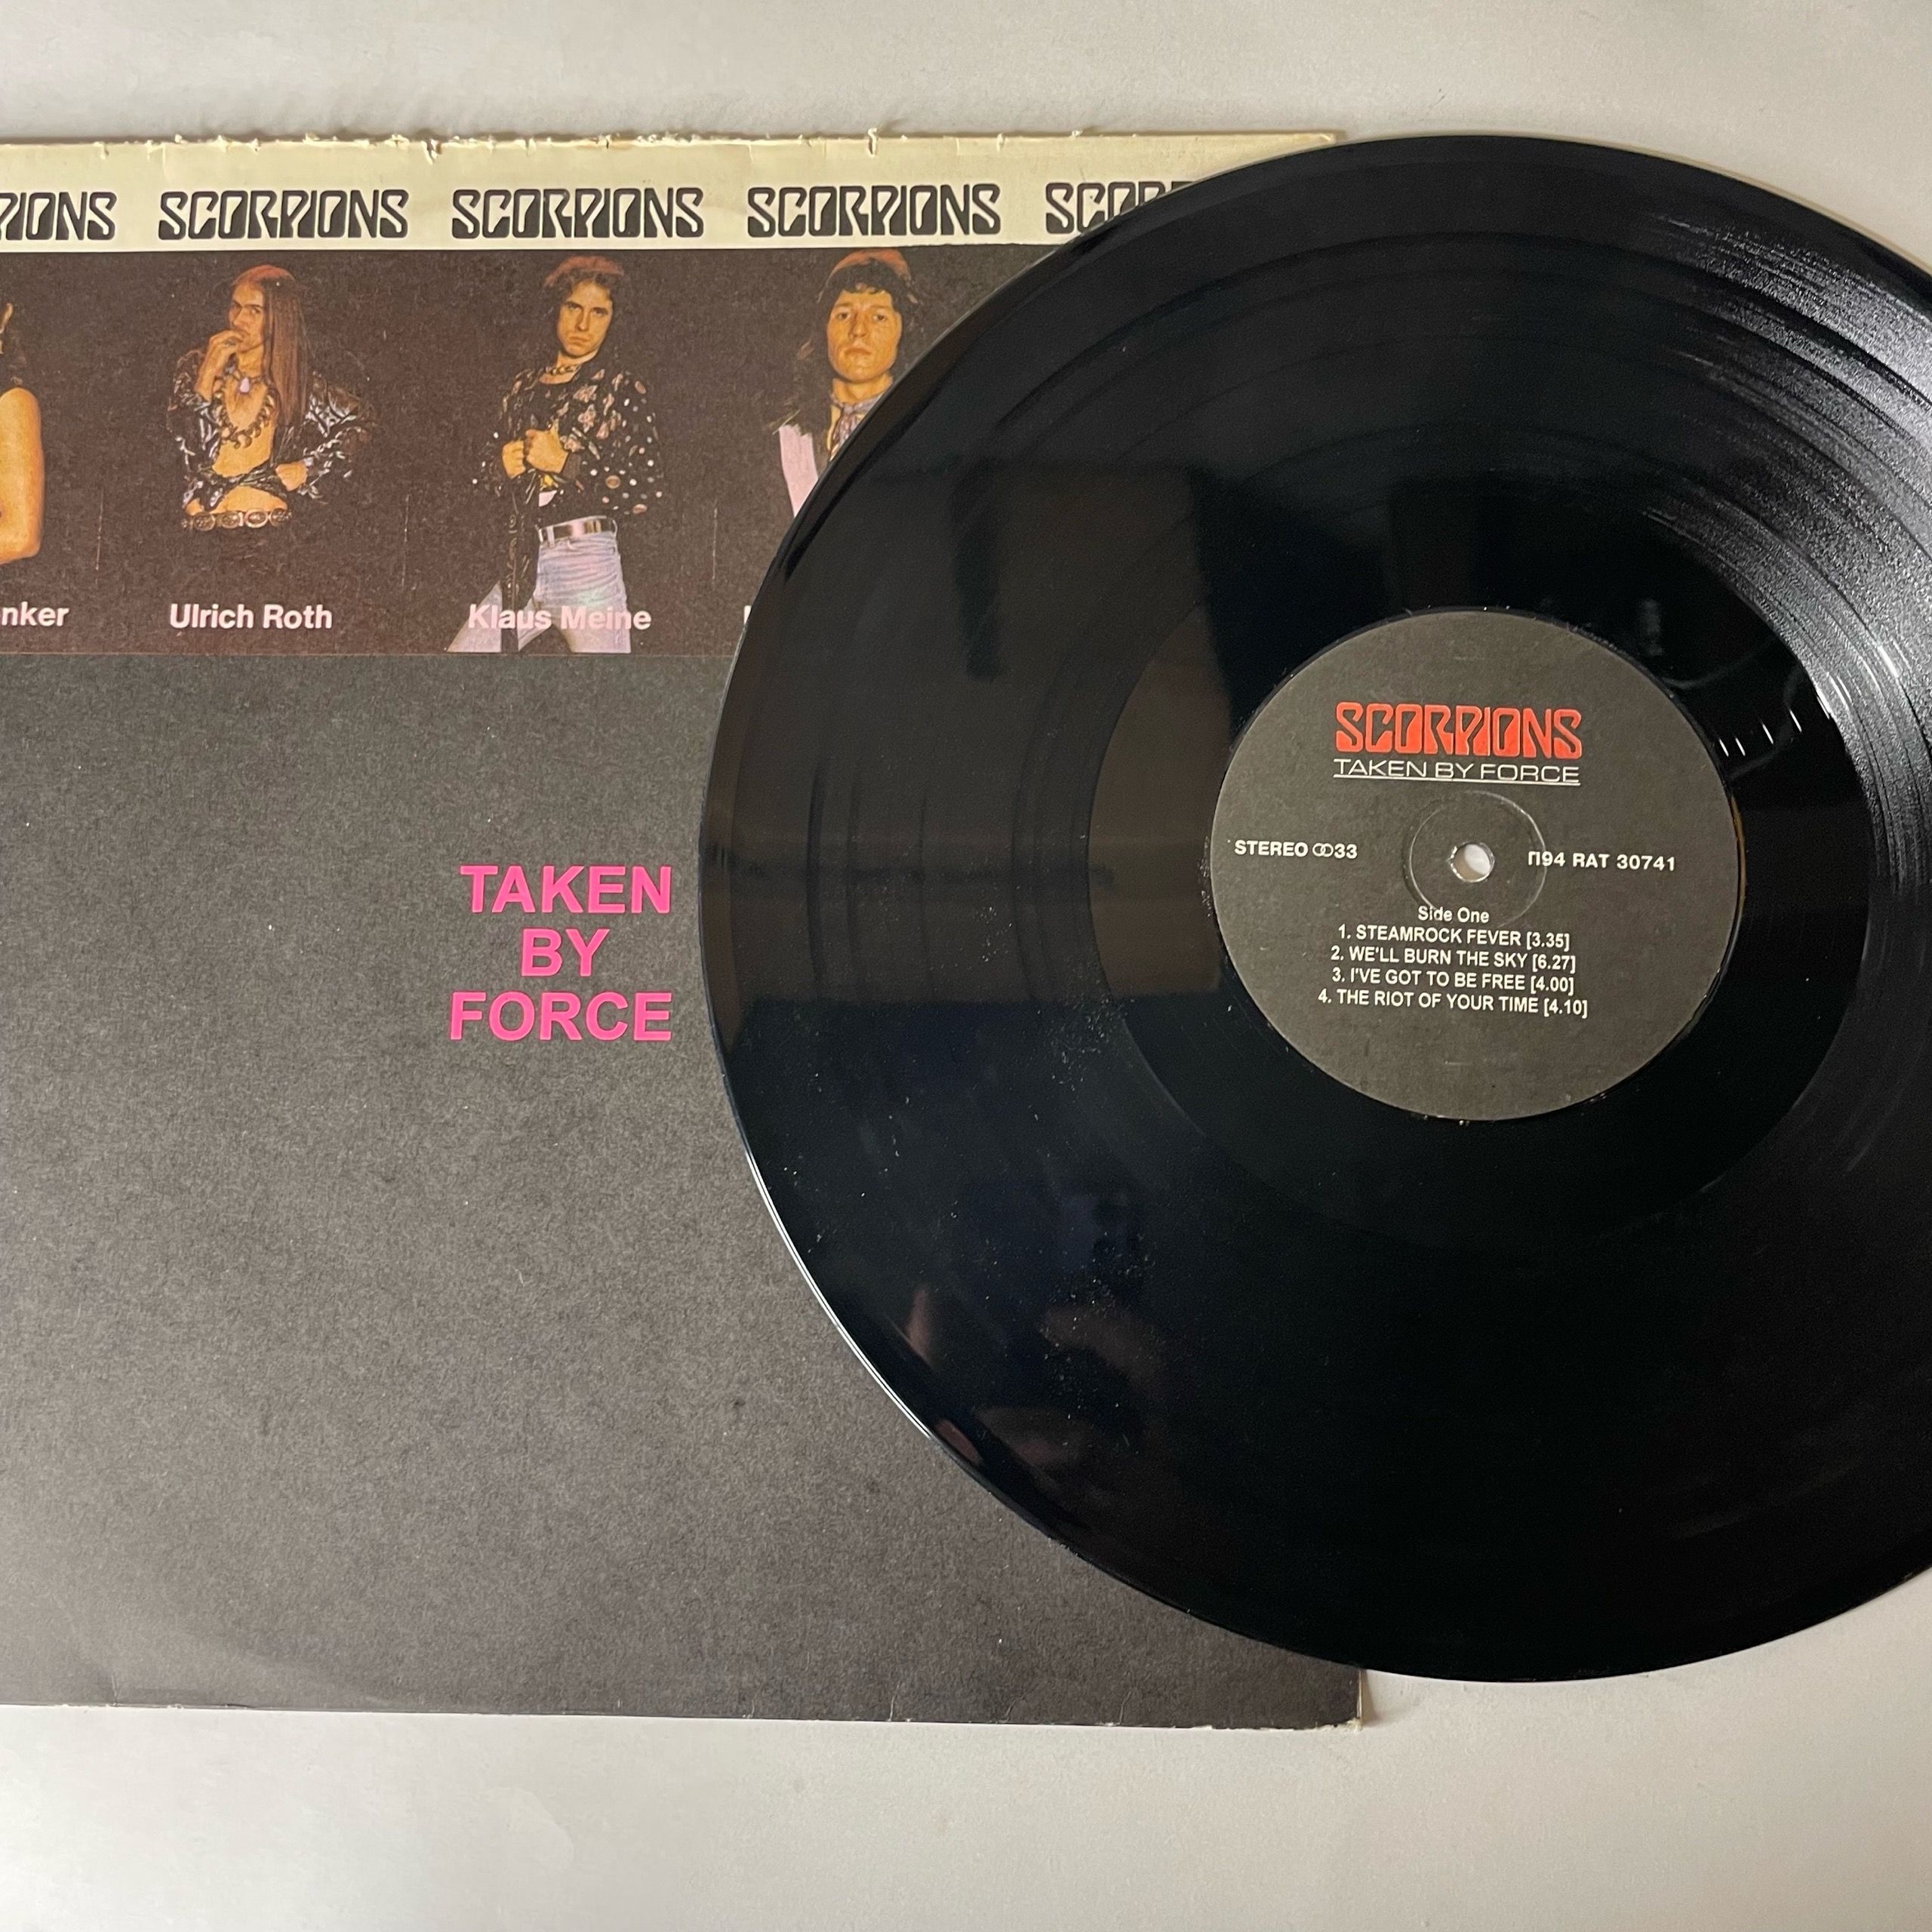 SCORPIONS SCORPIONS SCORPIONS
Ulrich Roth
Klaus Meine
TAKEN
BY
FORCE
SCORPIONS
TAKEN BY FORCE
STEREO 33
П94 RAT 30741
Side One
1. STEAMROCK FEVER [3.35]
2. WE'LL BURN THE SKY [6.27]
3. I'VE GOT TO BE FREE [4.00]
4. THE RIOT OF YOUR TIME [4.10]